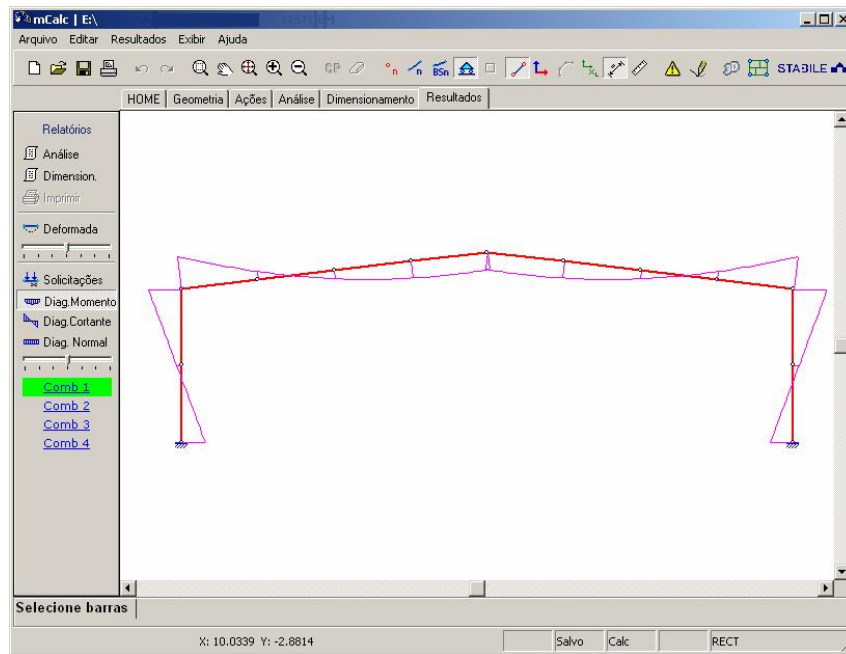 mCalc | E:\
Arquivo Editar Resultados Exibir Ajuda
GP n n BSn STABILE
HOME Geometria Ações Análise Dimensionamento Resultados
Relatórios
Análise
Dimension.
Imprimir
Deformada
Solicitações
Diag.Momento
Diag.Cortante
Diag. Normal
Comb 1
Comb 2
Comb 3
Comb 4
Selecione barras
X: 10.0339 Y: -2.8814 Salvo Calc RECT